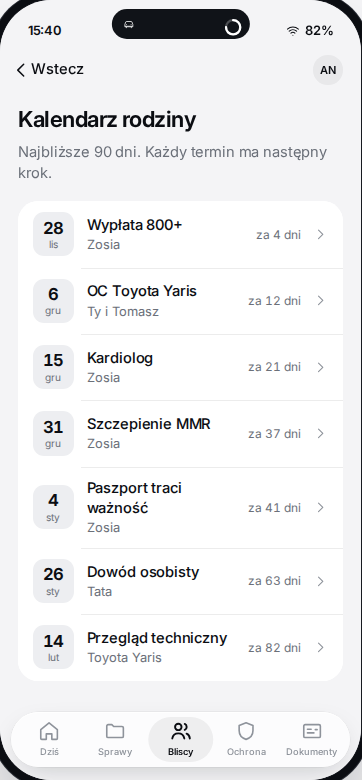 15:40
82%
Wstecz
AN
Kalendarz rodziny
Najbliższe 90 dni. Każdy termin ma następny
krok.
28
lis
Wypłata 800+
Zosia
za 4 dni
6
gru
OC Toyota Yaris
Ty i Tomasz
za 12 dni
15
gru
Kardiolog
Zosia
za 21 dni
31
gru
Szczepienie MMR
Zosia
za 37 dni
4
sty
Paszport traci
ważność
Zosia
za 41 dni
26
sty
Dowód osobisty
Tata
za 63 dni
14
lut
Przegląd techniczny
Toyota Yaris
za 82 dni
Dziś
Sprawy
Bliscy
Ochrona
Dokumenty